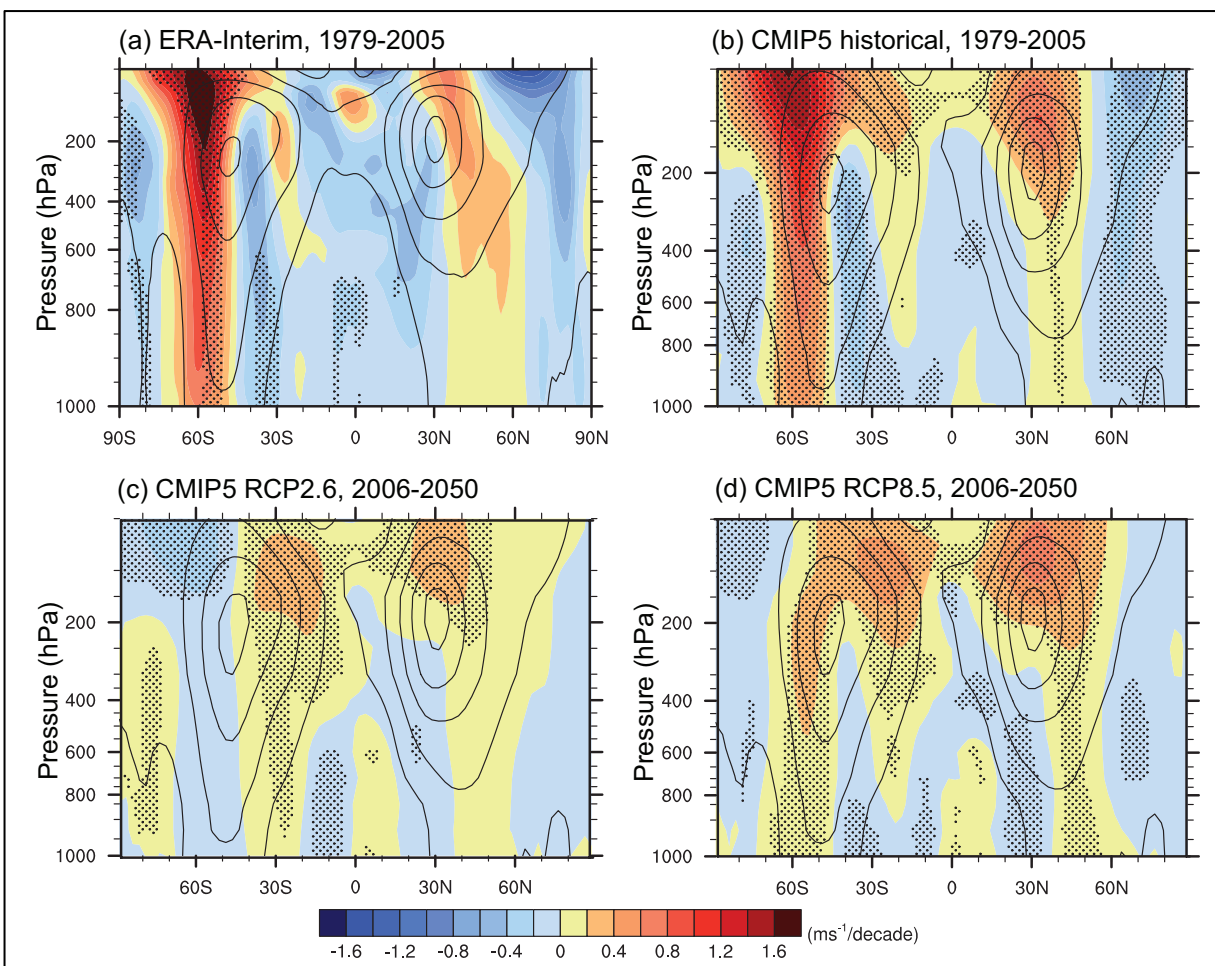 (a) ERA-Interim, 1979-2005
(b) CMIP5 historical, 1979-2005
Pressure (hPa)
200
400
600
800
1000
90S 60S 30S 0 30N 60N 90N
Pressure (hPa)
200
400
600
800
1000
60S 30S 0 30N 60N
(c) CMIP5 RCP2.6, 2006-2050
(d) CMIP5 RCP8.5, 2006-2050
Pressure (hPa)
200
400
600
800
1000
60S 30S 0 30N 60N
Pressure (hPa)
200
400
600
800
1000
60S 30S 0 30N 60N
-1.6 -1.2 -0.8 -0.4 0 0.4 0.8 1.2 1.6
(ms⁻¹/decade)